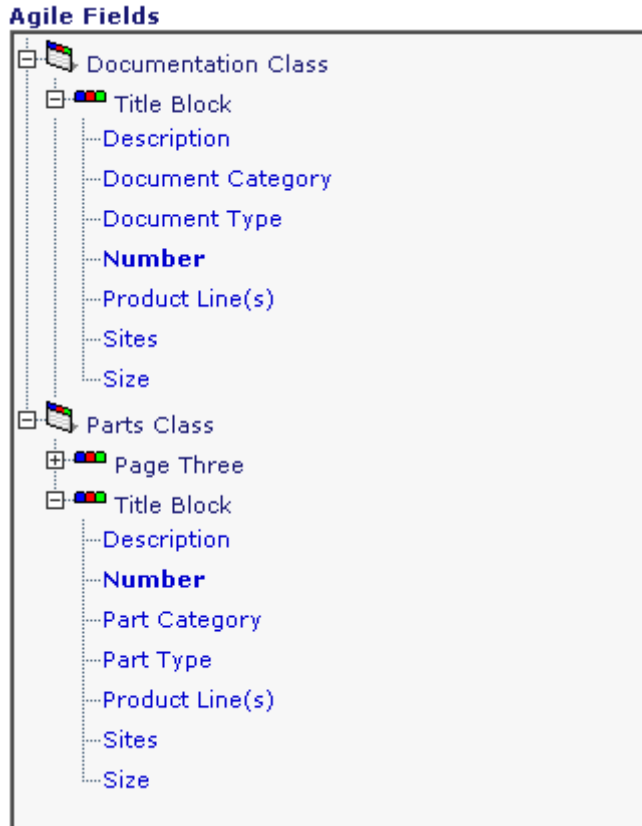 Agile Fields
Documentation Class
Title Block
Description
Document Category
Document Type
Number
Product Line(s)
Sites
Size
Parts Class
Page Three
Title Block
Description
Number
Part Category
Part Type
Product Line(s)
Sites
Size